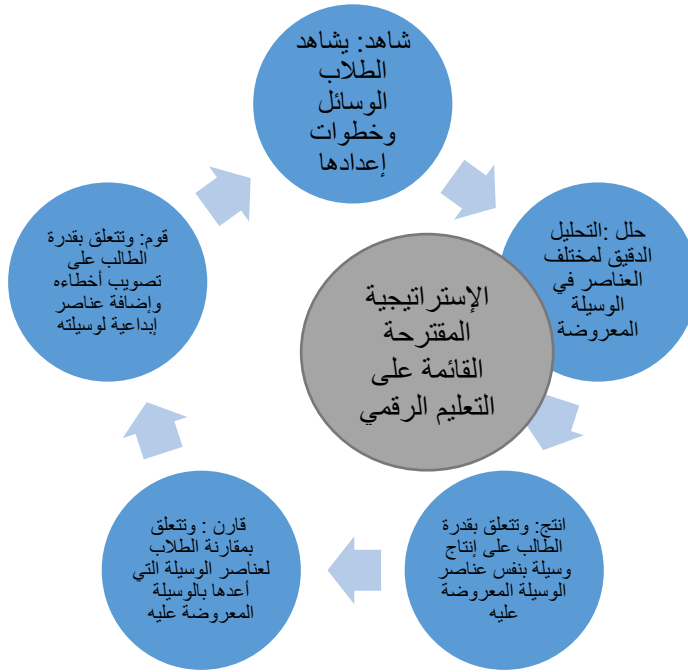 شاهد: يشاهد
الطلاب
الوسائل
وخطوات
إعدادها
حلل :التحليل
الدقيق لمختلف
العناصر في
الوسيلة
المعروضة
انتج: وتتعلق بقدرة
الطالب على إنتاج
وسيلة بنفس عناصر
الوسيلة المعروضة
عليه
قارن : وتتعلق
بمقارنة الطلاب
لعناصر الوسيلة التي
أعدها بالوسيلة
المعروضة عليه
قوم: وتتعلق بقدرة
الطالب على
تصويب أخطاءه
وإضافة عناصر
إبداعية لوسيلته
الإستراتيجية
المقترحة
القائمة على
التعليم الرقمي